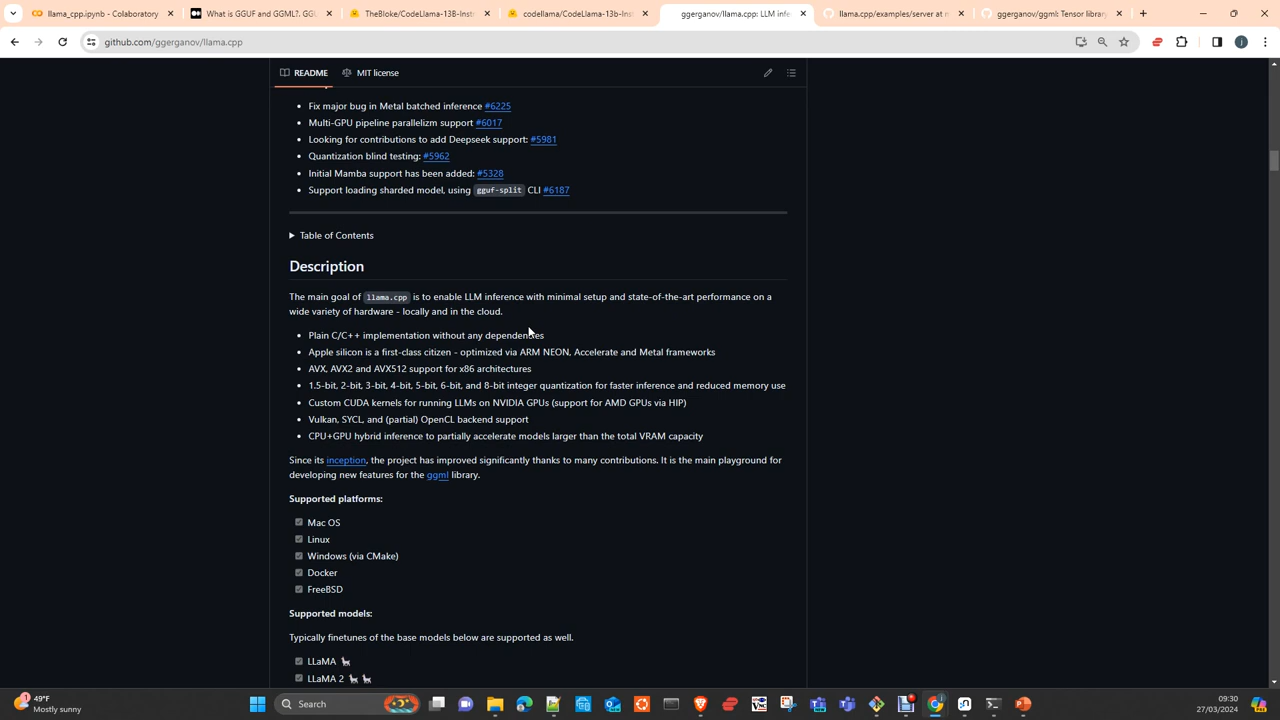 llama_cpp.ipynb - Colaboratory
What is GGUF and GGML?. GGU
TheBloke/CodeLlama-13B-Instr
codellama/CodeLlama-13b-Ins
ggerganov/llama.cpp: LLM infe
llama.cpp/examples/server at m
ggerganov/ggml: Tensor library
github.com/ggerganov/llama.cpp
README
MIT license
Fix major bug in Metal batched inference #6225
Multi-GPU pipeline parallelizm support #6017
Looking for contributions to add Deepseek support: #5981
Quantization blind testing: #5962
Initial Mamba support has been added: #5328
Support loading sharded model, using gguf-split CLI #6187
Table of Contents
Description
The main goal of llama.cpp is to enable LLM inference with minimal setup and state-of-the-art performance on a
wide variety of hardware - locally and in the cloud.
Plain C/C++ implementation without any dependencies
Apple silicon is a first-class citizen - optimized via ARM NEON, Accelerate and Metal frameworks
AVX, AVX2 and AVX512 support for x86 architectures
1.5-bit, 2-bit, 3-bit, 4-bit, 5-bit, 6-bit, and 8-bit integer quantization for faster inference and reduced memory use
Custom CUDA kernels for running LLMs on NVIDIA GPUs (support for AMD GPUs via HIP)
Vulkan, SYCL, and (partial) OpenCL backend support
CPU+GPU hybrid inference to partially accelerate models larger than the total VRAM capacity
Since its inception, the project has improved significantly thanks to many contributions. It is the main playground for
developing new features for the ggml library.
Supported platforms:
Mac OS
Linux
Windows (via CMake)
Docker
FreeBSD
Supported models:
Typically finetunes of the base models below are supported as well.
LLaMA 🦙
LLaMA 2 🦙🦙
1
49°F
Mostly sunny
Search
09:30
27/03/2024